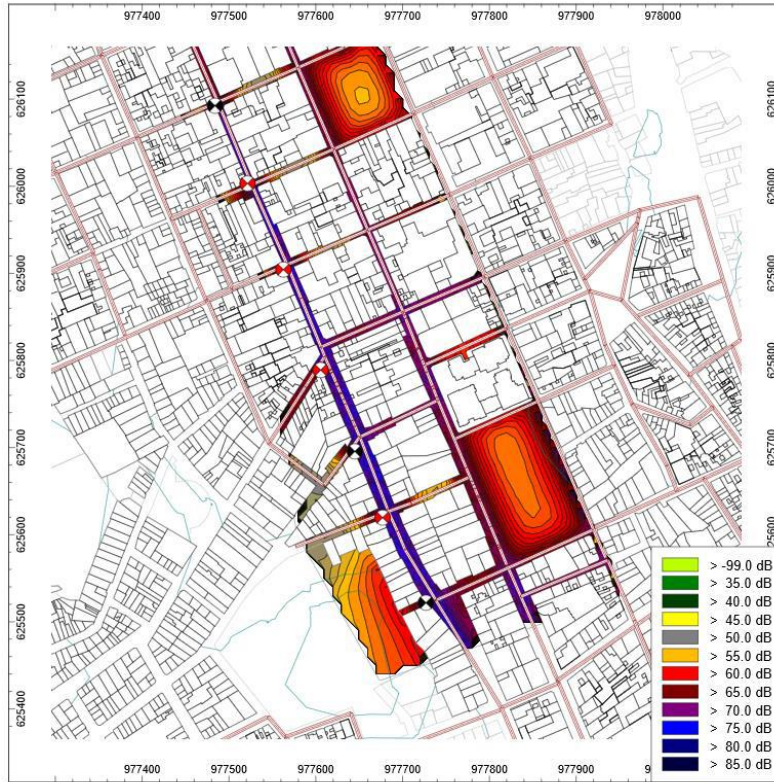 977400 977500 977600 977700 977800 977900 978000
626100 626100
626000 626000
625900 625900
625800 625800
625700 625700
625600 625600
625500
625400
> -99.0 dB
> 35.0 dB
> 40.0 dB
> 45.0 dB
> 50.0 dB
> 55.0 dB
> 60.0 dB
> 65.0 dB
> 70.0 dB
> 75.0 dB
> 80.0 dB
> 85.0 dB
977400 977500 977600 977700 977800 977900